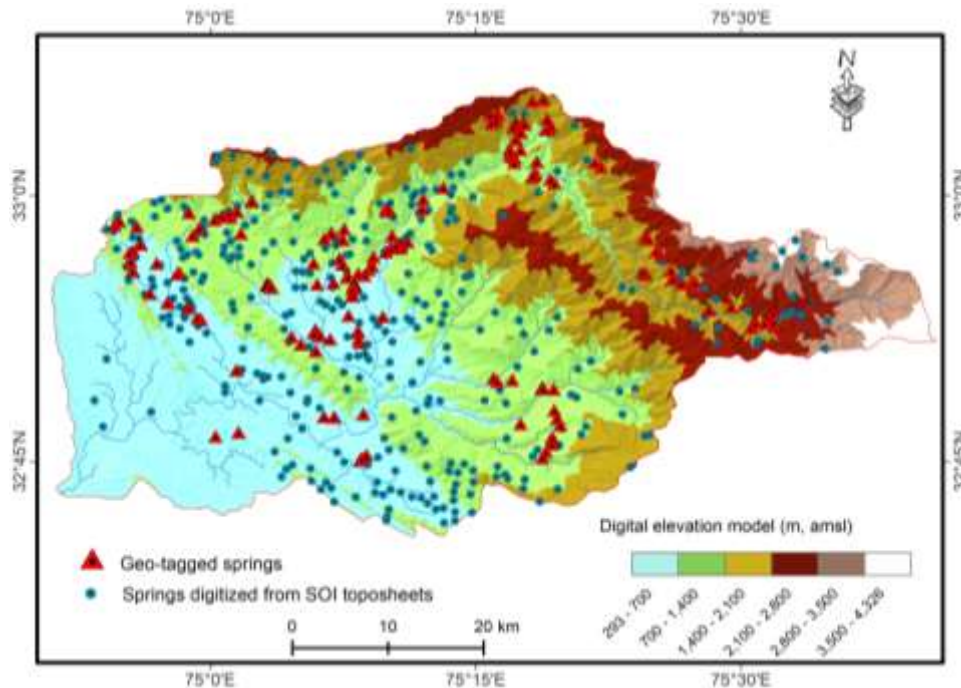 75°0'E 75°15'E 75°30'E
N
33°0'N 33°0'N
32°45'N 32°45'N
Digital elevation model (m, amsl)
Geo-tagged springs
Springs digitized from SOI toposheets
293 - 700 700 - 1,400 1,400 - 2,100 2,100 - 2,800 2,800 - 3,500 3,500 - 4,326
0 10 20 km
75°0'E 75°15'E 75°30'E